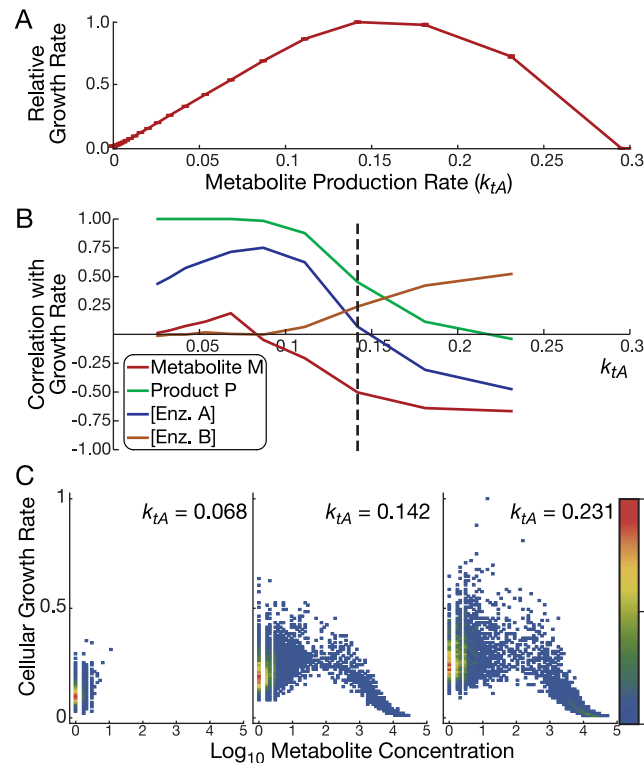 A
Relative
Growth Rate
1.0
0.5
0.0
0
0.05
0.1
0.15
0.2
0.25
0.3
Metabolite Production Rate (ktA)
B
Correlation with
Growth Rate
1.00
0.75
0.50
0.25
-0.25
-0.50
-0.75
-1.00
0.05
0.1
0.15
0.2
0.25
0.3
ktA
Metabolite M
Product P
[Enz. A]
[Enz. B]
C
Cellular Growth Rate
1
0.5
0
ktA = 0.068
ktA = 0.142
ktA = 0.231
0 1 2 3 4 5
0 1 2 3 4 5
0 1 2 3 4 5
Log10 Metabolite Concentration